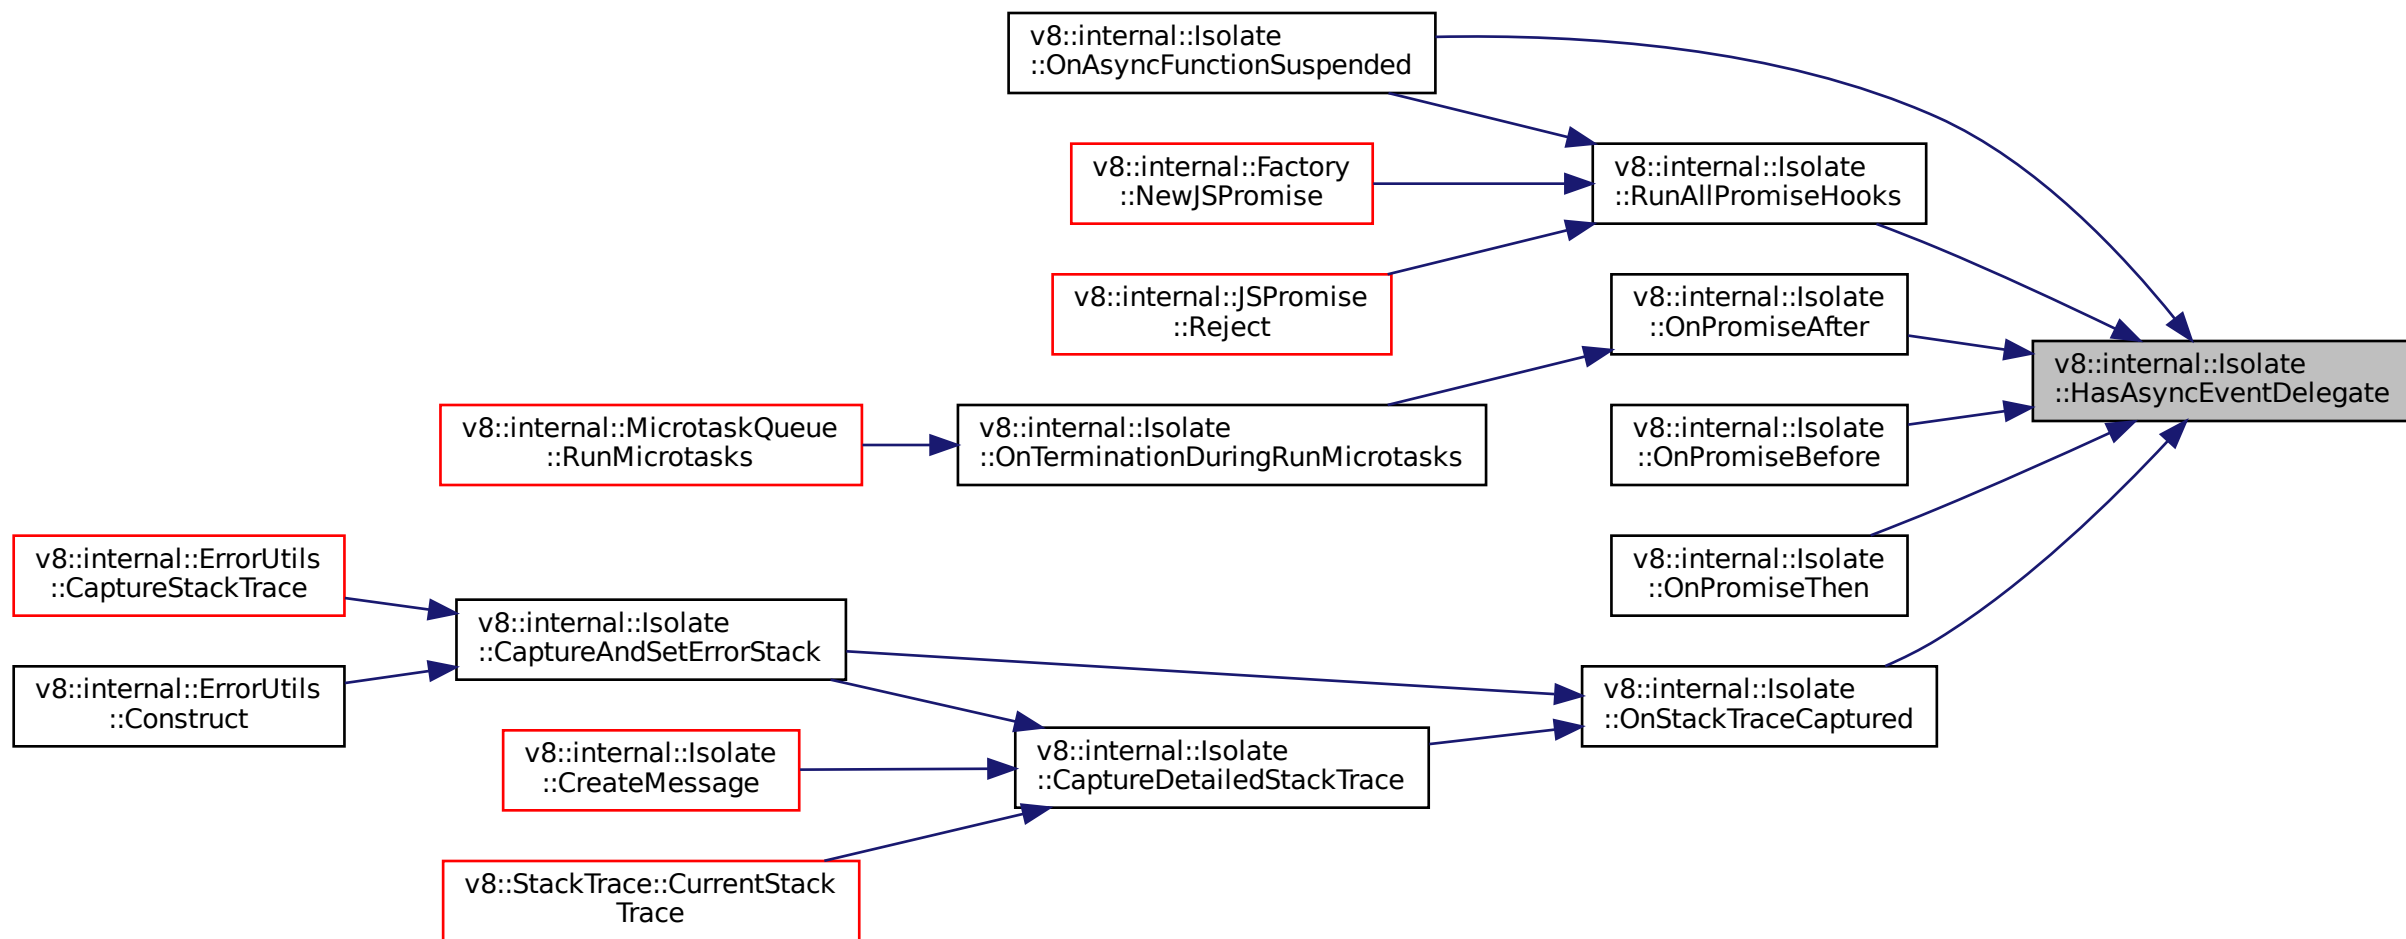 v8::internal::Isolate
::OnAsyncFunctionSuspended
v8::internal::Factory
::NewJSPromise
v8::internal::Isolate
::RunAllPromiseHooks
v8::internal::JSPromise
::Reject
v8::internal::Isolate
::OnPromiseAfter
v8::internal::Isolate
::HasAsyncEventDelegate
v8::internal::MicrotaskQueue
::RunMicrotasks
v8::internal::Isolate
::OnTerminationDuringRunMicrotasks
v8::internal::Isolate
::OnPromiseBefore
v8::internal::ErrorUtils
::CaptureStackTrace
v8::internal::Isolate
::OnPromiseThen
v8::internal::Isolate
::CaptureAndSetErrorStack
v8::internal::ErrorUtils
::Construct
v8::internal::Isolate
::OnStackTraceCaptured
v8::internal::Isolate
::CreateMessage
v8::internal::Isolate
::CaptureDetailedStackTrace
v8::StackTrace::CurrentStack
Trace